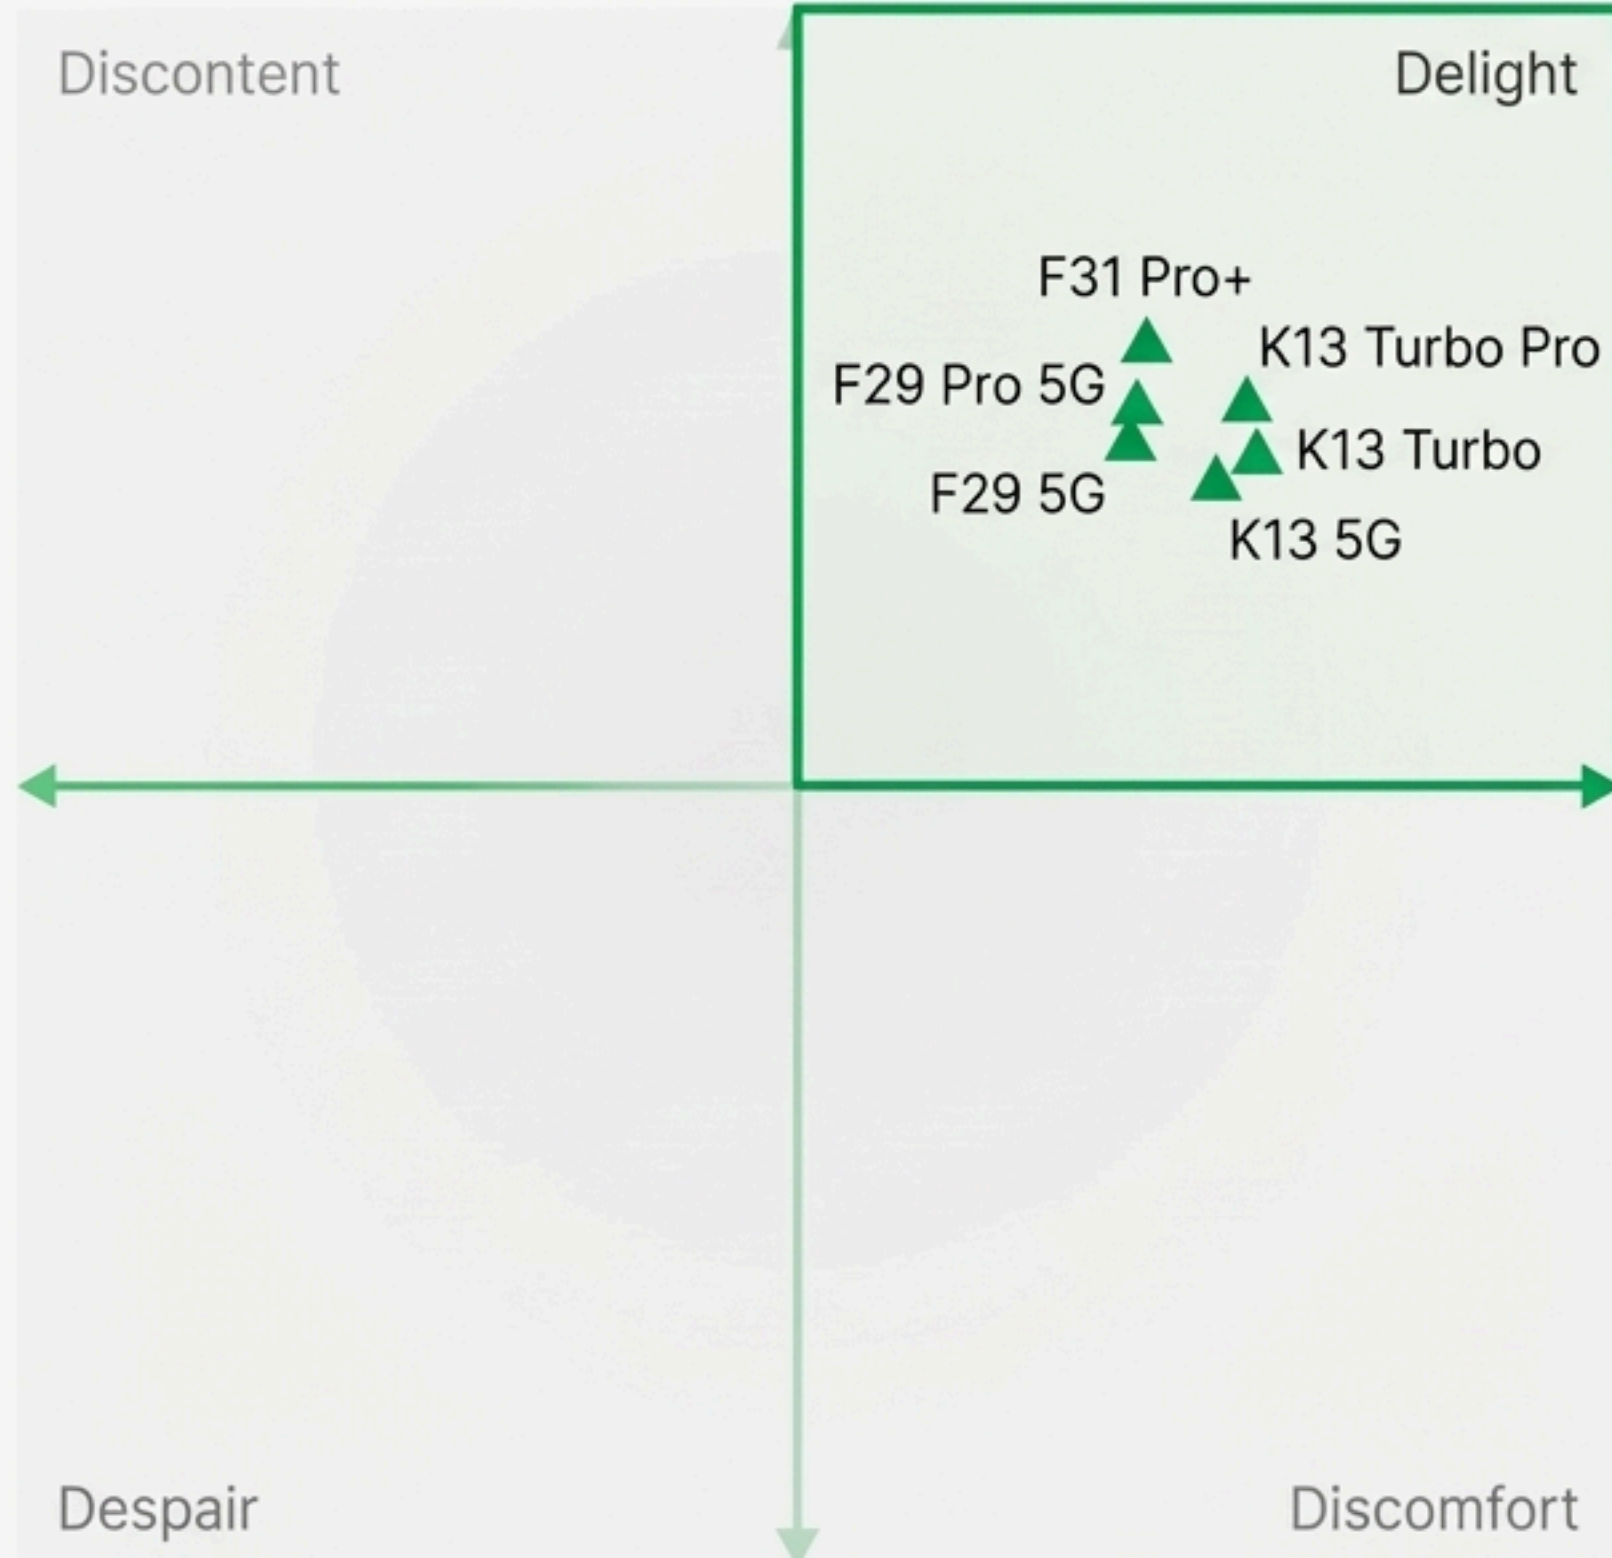 Discontent
Delight
F31 Pro+
K13 Turbo Pro
F29 Pro 5G
K13 Turbo
F29 5G
K13 5G
Despair
Discomfort